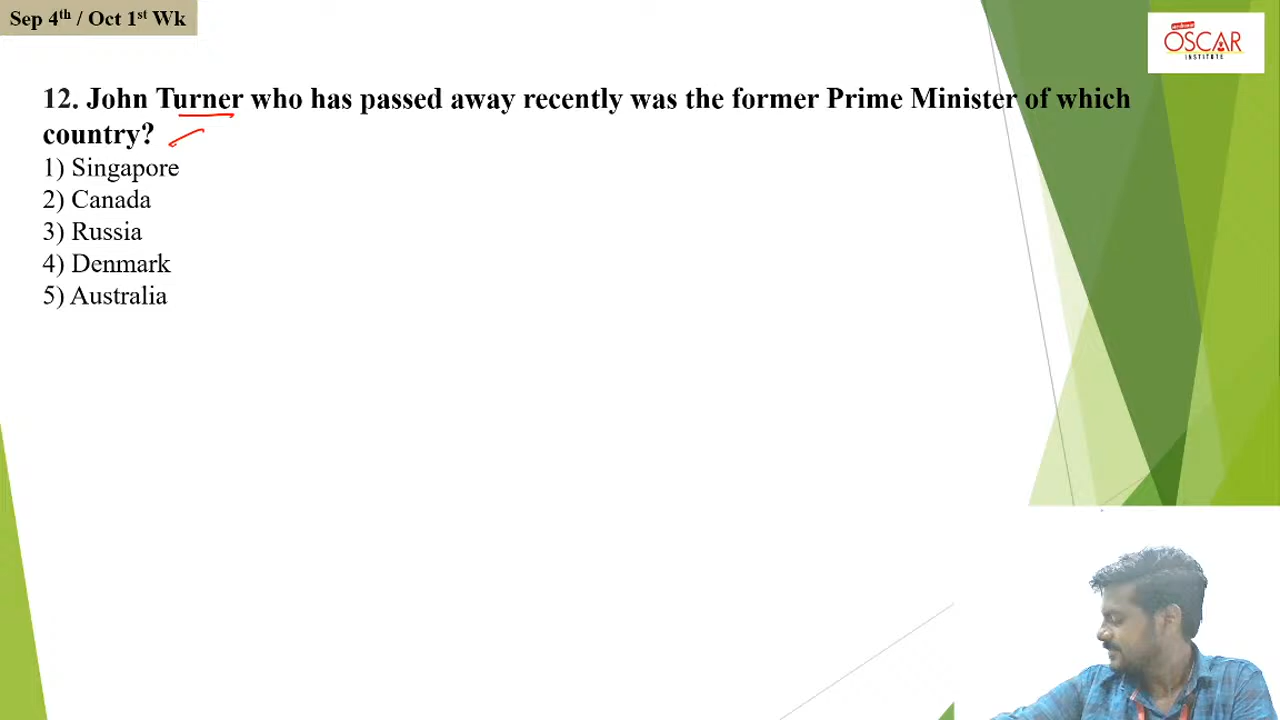 Sep 4th / Oct 1st Wk
OSCAR
INSTITUTE
12. John Turner who has passed away recently was the former Prime Minister of which
country?
1) Singapore
2) Canada
3) Russia
4) Denmark
5) Australia